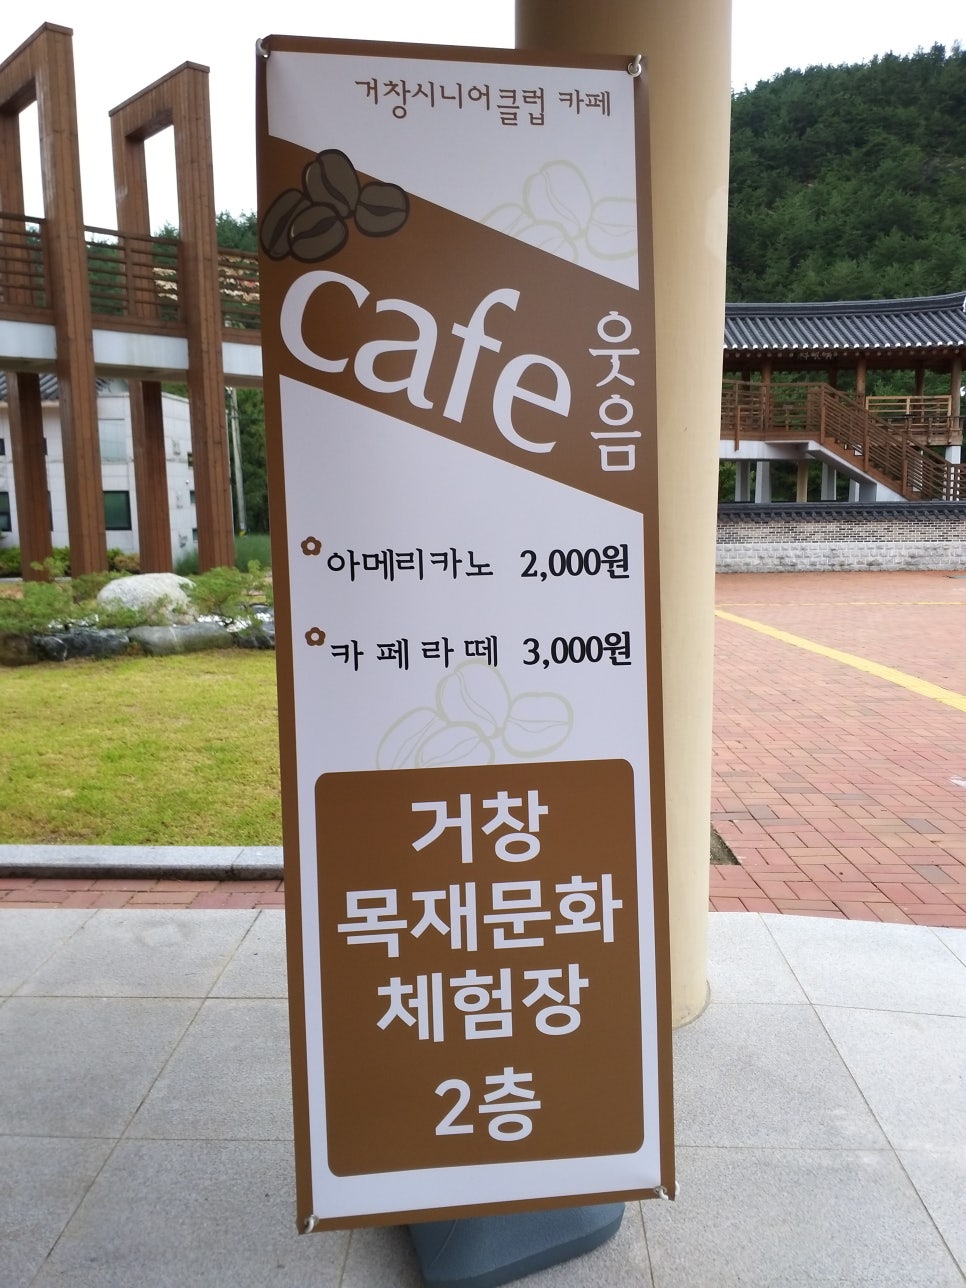 거창시니어클럽 카페
cafe 웃음
아메리카노 2,000원
카페라떼 3,000원
거창
목재문화
체험장
2층